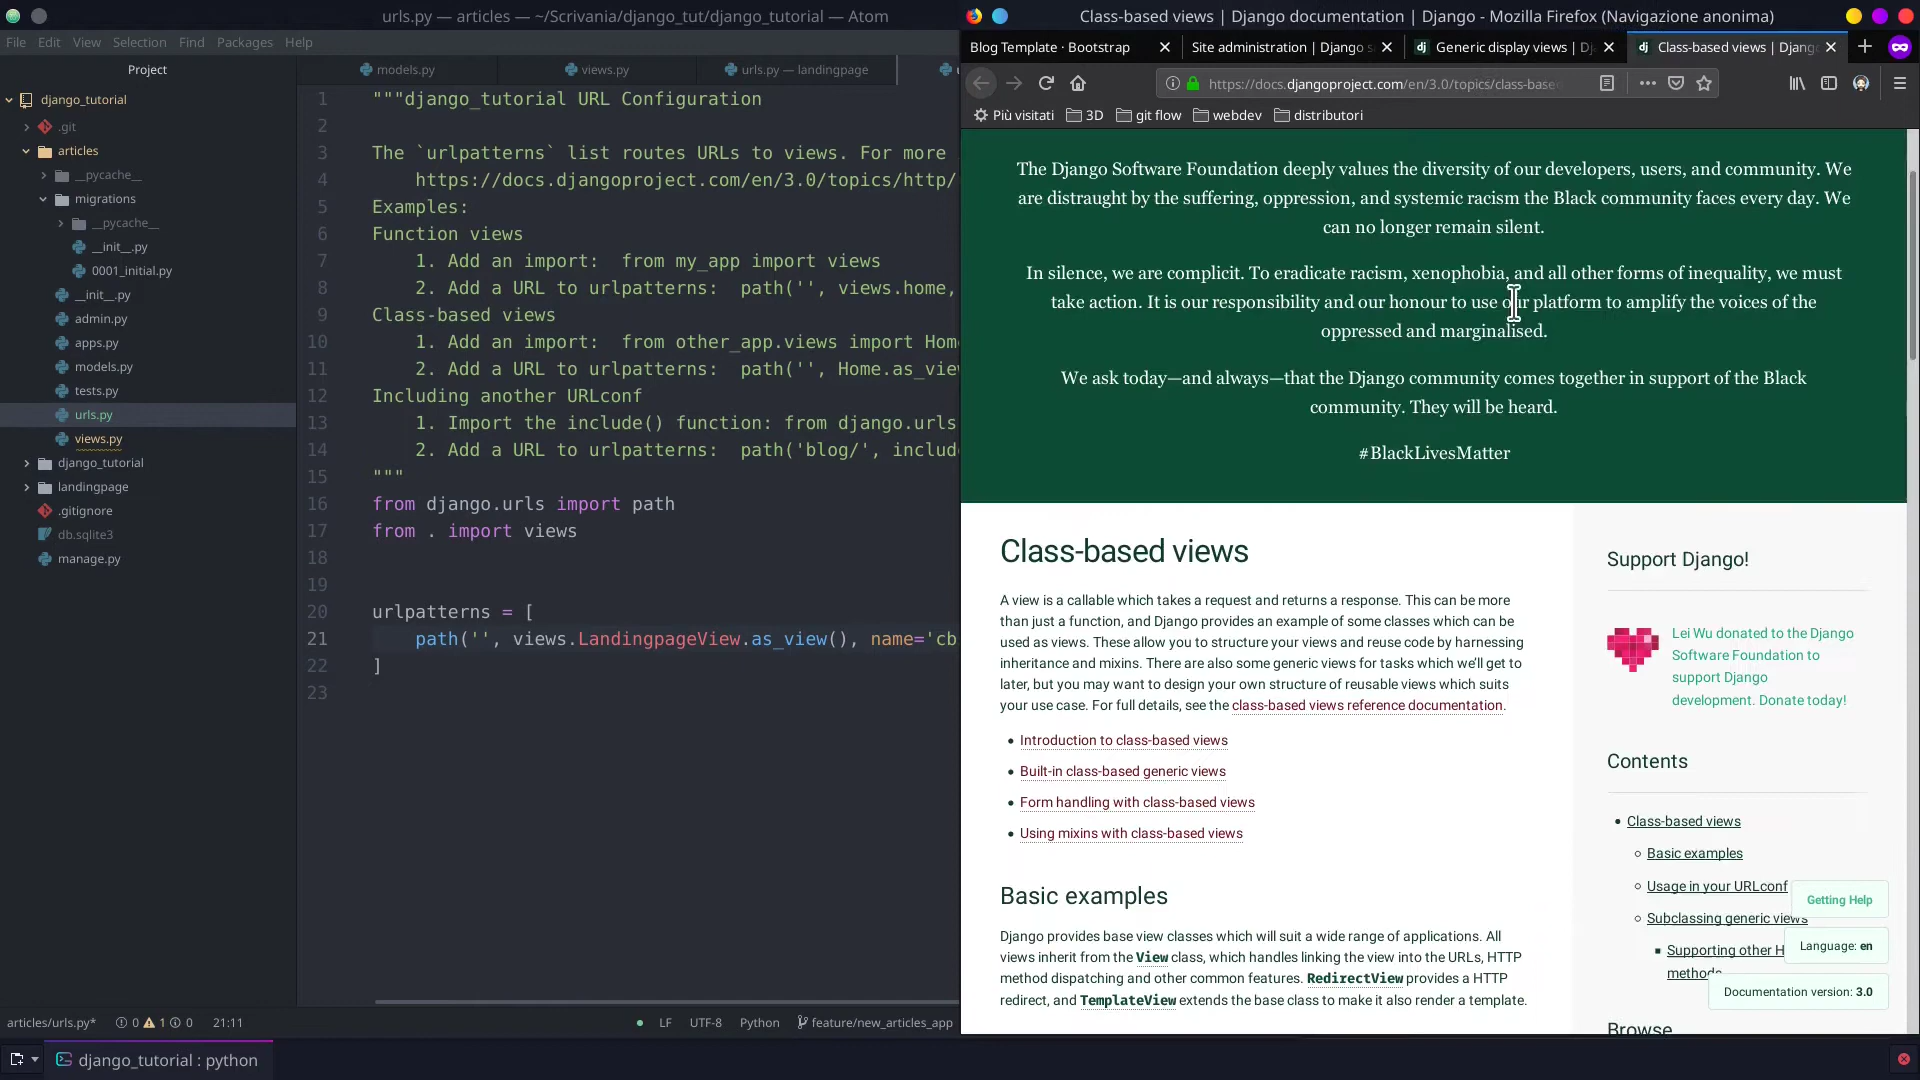 urls.py — articles — ~/Scrivania/django_tut/django_tutorial — Atom
File Edit View Selection Find Packages Help
Project
django_tutorial
.git
articles
__pycache__
migrations
__pycache__
__init__.py
0001_initial.py
__init__.py
admin.py
apps.py
models.py
tests.py
urls.py
views.py
django_tutorial
landingpage
.gitignore
db.sqlite3
manage.py
models.py views.py urls.py — landingpage
1 """django_tutorial URL Configuration
2
3 The `urlpatterns` list routes URLs to views. For more
4 https://docs.djangoproject.com/en/3.0/topics/http/
5 Examples:
6 Function views
7 1. Add an import:  from my_app import views
8 2. Add a URL to urlpatterns:  path('', views.home,
9 Class-based views
10 1. Add an import:  from other_app.views import Hom
11 2. Add a URL to urlpatterns:  path('', Home.as_vie
12 Including another URLconf
13 1. Import the include() function: from django.urls
14 2. Add a URL to urlpatterns:  path('blog/', includ
15 """
16 from django.urls import path
17 from . import views
18
19
20 urlpatterns = [
21 path('', views.LandingpageView.as_view(), name='cb
22 ]
23
articles/urls.py* 0 1 0 21:11 LF UTF-8 Python feature/new_articles_app
django_tutorial : python
Class-based views | Django documentation | Django - Mozilla Firefox (Navigazione anonima)
Blog Template · Bootstrap Site administration | Django s Generic display views | D Class-based views | Djang
https://docs.djangoproject.com/en/3.0/topics/class-base
Più visitati 3D git flow webdev distributori
The Django Software Foundation deeply values the diversity of our developers, users, and community. We
are distraught by the suffering, oppression, and systemic racism the Black community faces every day. We
can no longer remain silent.
In silence, we are complicit. To eradicate racism, xenophobia, and all other forms of inequality, we must
take action. It is our responsibility and our honour to use our platform to amplify the voices of the
oppressed and marginalised.
We ask today—and always—that the Django community comes together in support of the Black
community. They will be heard.
#BlackLivesMatter
Class-based views
A view is a callable which takes a request and returns a response. This can be more
than just a function, and Django provides an example of some classes which can be
used as views. These allow you to structure your views and reuse code by harnessing
inheritance and mixins. There are also some generic views for tasks which we'll get to
later, but you may want to design your own structure of reusable views which suits
your use case. For full details, see the class-based views reference documentation.
• Introduction to class-based views
• Built-in class-based generic views
• Form handling with class-based views
• Using mixins with class-based views
Basic examples
Django provides base view classes which will suit a wide range of applications. All
views inherit from the View class, which handles linking the view into the URLs, HTTP
method dispatching and other common features. RedirectView provides a HTTP
redirect, and TemplateView extends the base class to make it also render a template.
Support Django!
Lei Wu donated to the Django
Software Foundation to
support Django
development. Donate today!
Contents
• Class-based views
Basic examples
Usage in your URLconf
Subclassing generic views
Supporting other H
methods
Getting Help
Language: en
Documentation version: 3.0
Browse